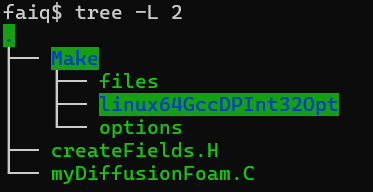 faiq$ tree -L 2
.
├── Make
│   ├── files
│   ├── linux64GccDPInt32Opt
│   └── options
├── createFields.H
└── myDiffusionFoam.C